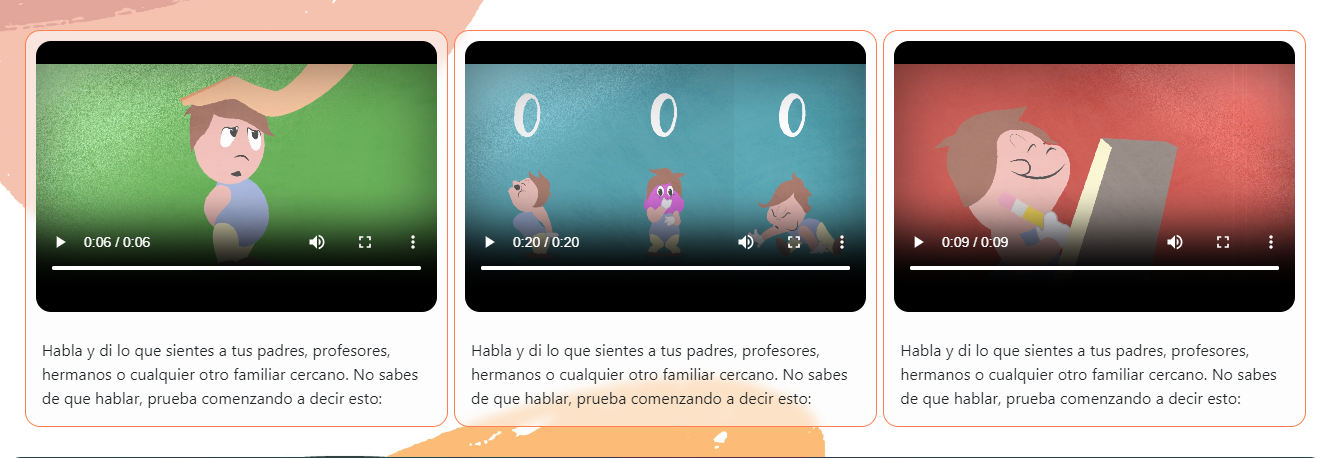 0:06 / 0:06
0 0 0
0:20 / 0:20
0:09 / 0:09
Habla y di lo que sientes a tus padres, profesores,
hermanos o cualquier otro familiar cercano. No sabes
de que hablar, prueba comenzando a decir esto:
Habla y di lo que sientes a tus padres, profesores,
hermanos o cualquier otro familiar cercano. No sabes
de que hablar, prueba comenzando a decir esto:
Habla y di lo que sientes a tus padres, profesores,
hermanos o cualquier otro familiar cercano. No sabes
de que hablar, prueba comenzando a decir esto: